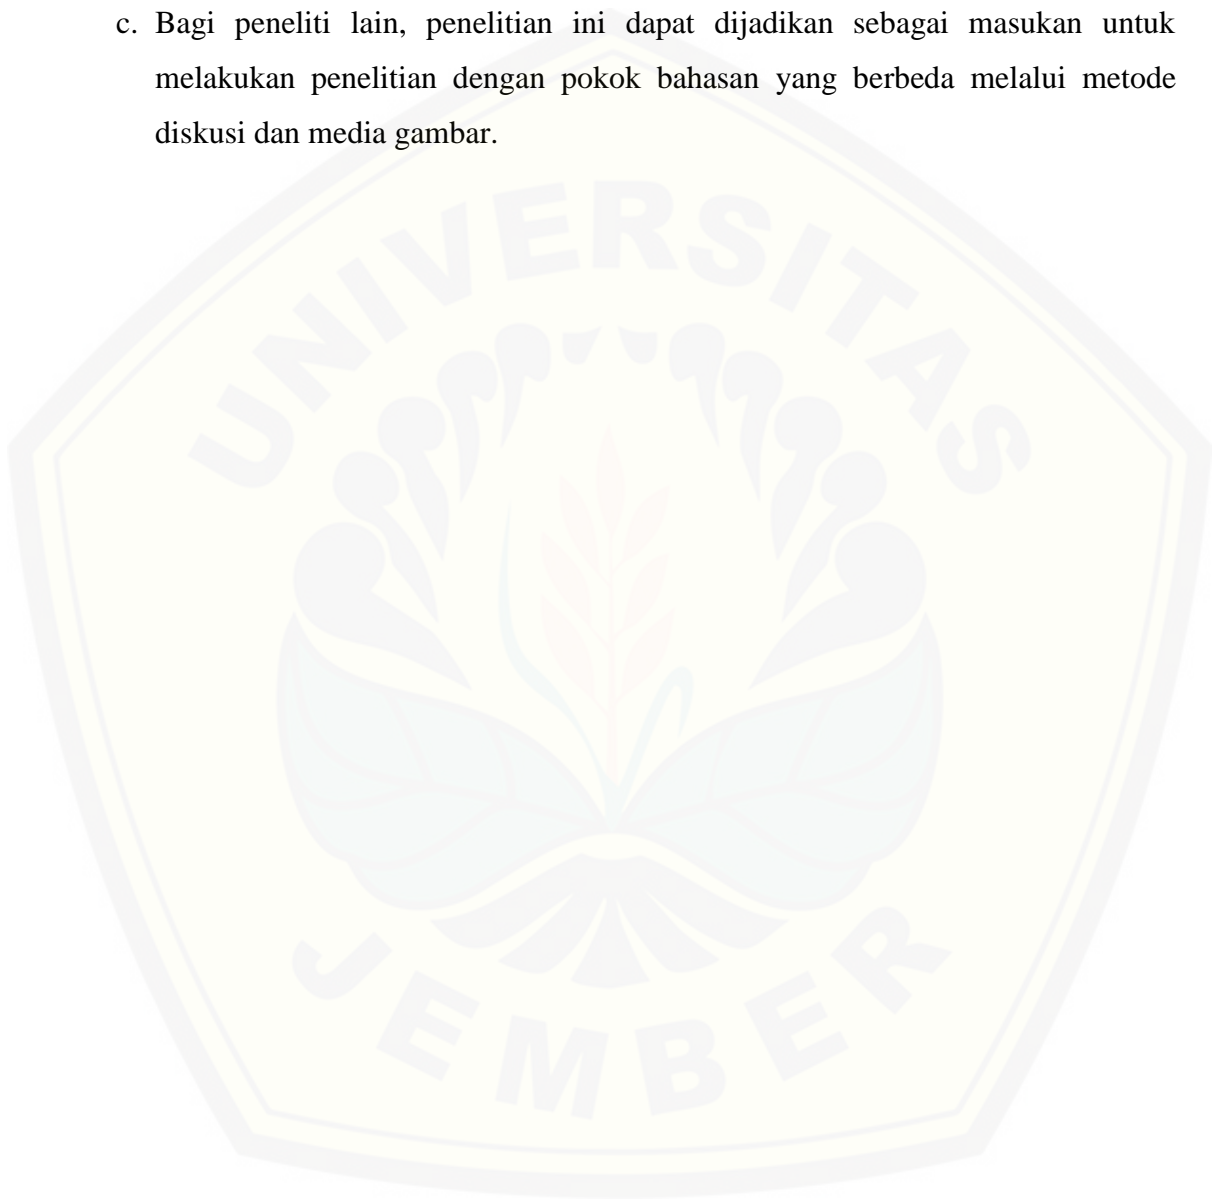 c. Bagi peneliti lain, penelitian ini dapat dijadikan sebagai masukan untuk
melakukan penelitian dengan pokok bahasan yang berbeda melalui metode
diskusi dan media gambar.
UNIVERSITAS
JEMBER